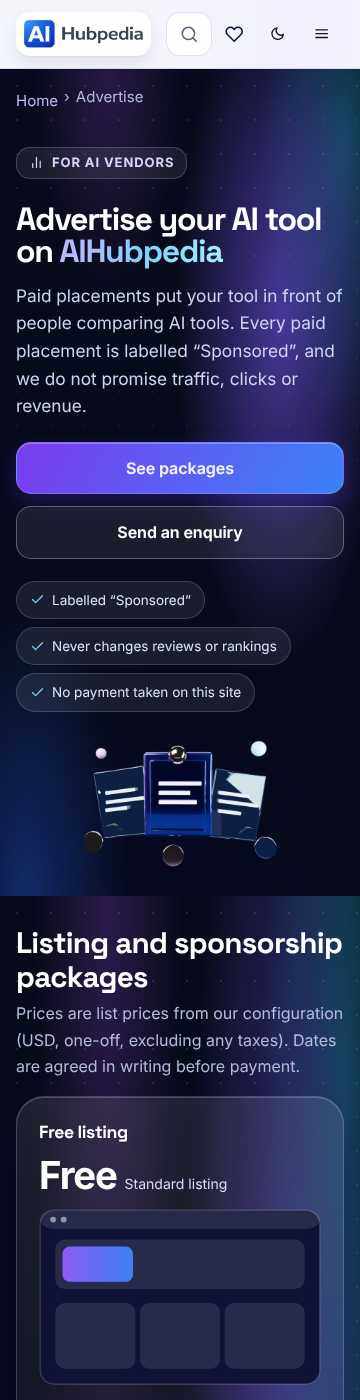 AI Hubpedia
Home › Advertise
FOR AI VENDORS
Advertise your AI tool
on AIHubpedia
Paid placements put your tool in front of
people comparing AI tools. Every paid
placement is labelled “Sponsored”, and
we do not promise traffic, clicks or
revenue.
See packages
Send an enquiry
Labelled “Sponsored”
Never changes reviews or rankings
No payment taken on this site
Listing and sponsorship
packages
Prices are list prices from our configuration
(USD, one-off, excluding any taxes). Dates
are agreed in writing before payment.
Free listing
Free Standard listing